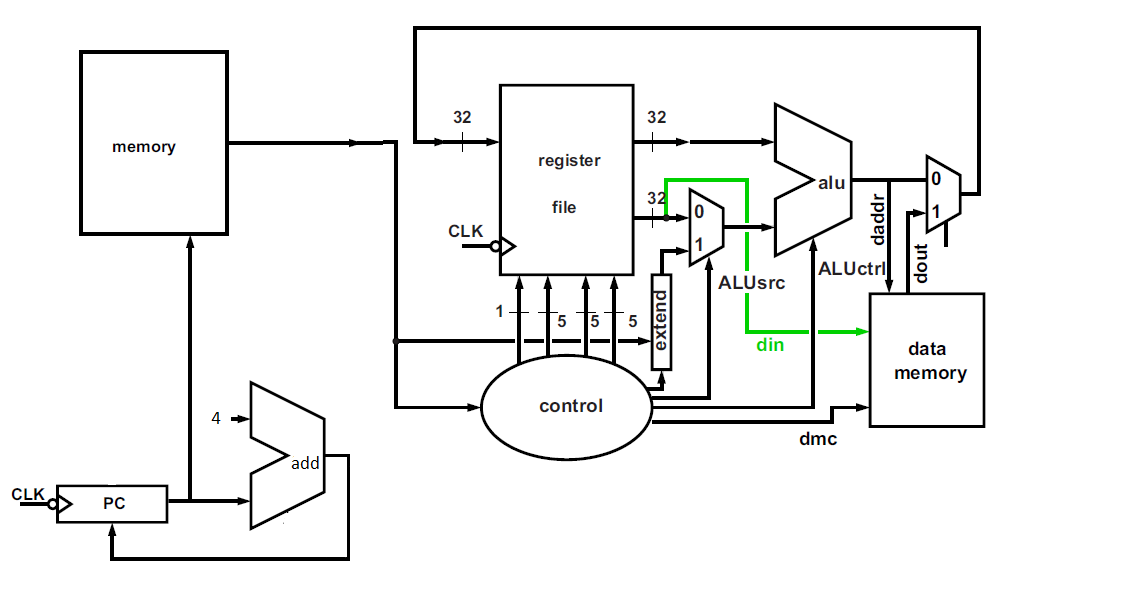 memory
32
register
file
32
32
CLK
0
1
alu
0
1
daddr
dout
ALUctrl
ALUsrc
1
5
5
5
extend
din
data
memory
control
dmc
4
add
CLK
PC